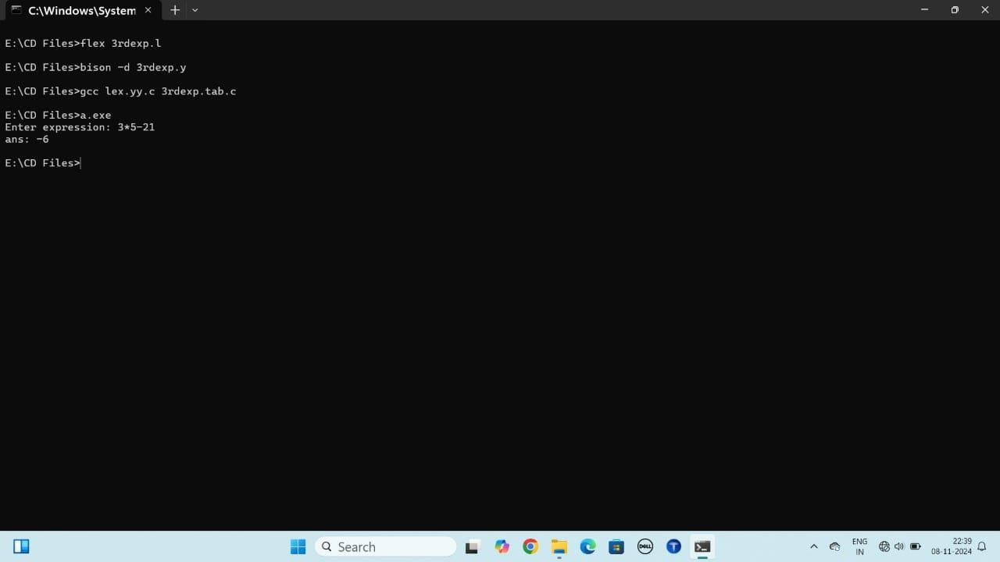 C:\Windows\System
E:\CD Files>flex 3rdexp.l
E:\CD Files>bison -d 3rdexp.y
E:\CD Files>gcc lex.yy.c 3rdexp.tab.c
E:\CD Files>a.exe
Enter expression: 3*5-21
ans: -6
E:\CD Files>
Search
DELL
T
ENG
IN
22:39
08-11-2024